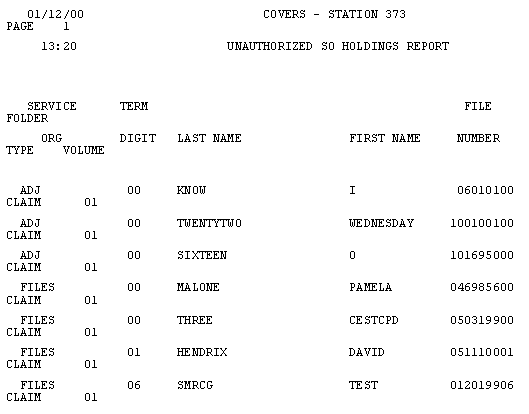 01/12/00 COVERS - STATION 373
PAGE 1
13:20 UNAUTHORIZED SO HOLDINGS REPORT
SERVICE TERM FILE
FOLDER
ORG DIGIT LAST NAME FIRST NAME NUMBER
TYPE VOLUME
ADJ 00 KNOW I 06010100
CLAIM 01
ADJ 00 TWENTYTWO WEDNESDAY 100100100
CLAIM 01
ADJ 00 SIXTEEN O 101695000
CLAIM 01
FILES 00 MALONE PAMELA 046985600
CLAIM 01
FILES 00 THREE CESTCPD 050319900
CLAIM 01
FILES 01 HENDRIX DAVID 051110001
CLAIM 01
FILES 06 SMRCG TEST 012019906
CLAIM 01